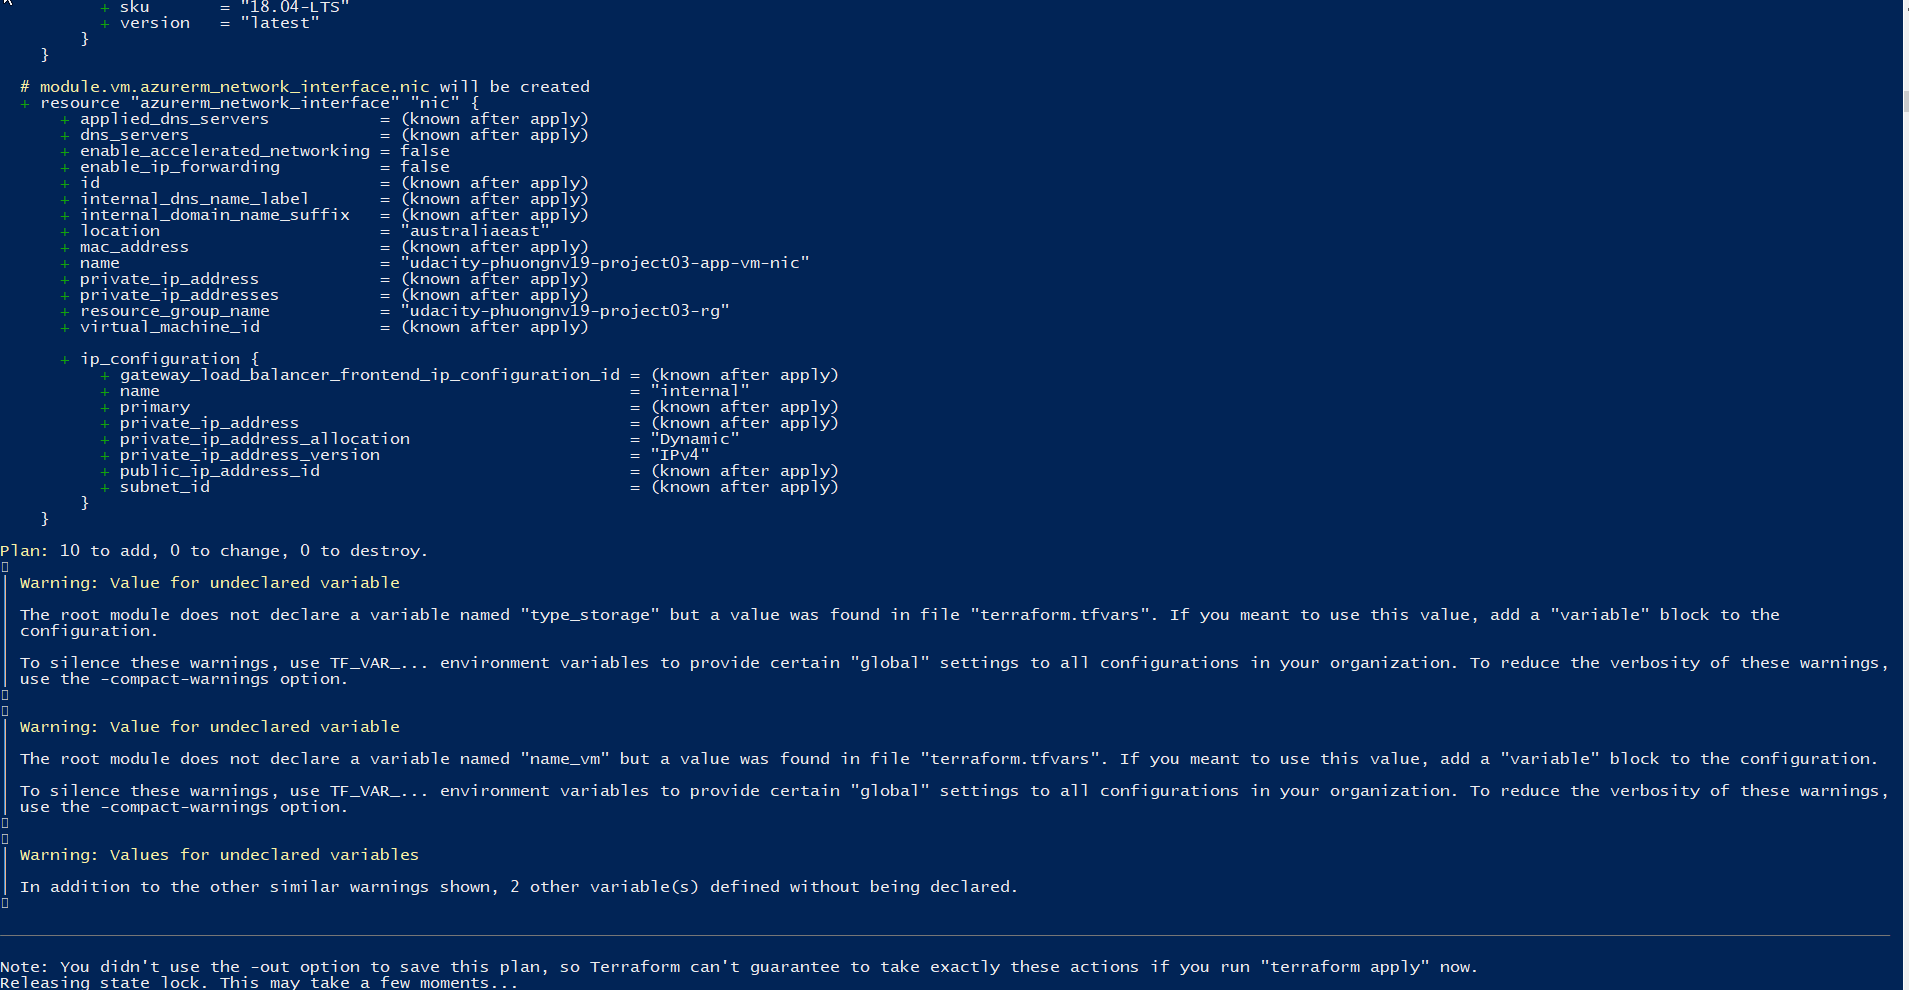 + sku       = "18.04-LTS"
+ version   = "latest"
}
}
# module.vm.azurerm_network_interface.nic will be created
+ resource "azurerm_network_interface" "nic" {
+ applied_dns_servers           = (known after apply)
+ dns_servers                   = (known after apply)
+ enable_accelerated_networking = false
+ enable_ip_forwarding          = false
+ id                            = (known after apply)
+ internal_dns_name_label       = (known after apply)
+ internal_domain_name_suffix   = (known after apply)
+ location                      = "australiaeast"
+ mac_address                   = (known after apply)
+ name                          = "udacity-phuongnv19-project03-app-vm-nic"
+ private_ip_address            = (known after apply)
+ private_ip_addresses          = (known after apply)
+ resource_group_name           = "udacity-phuongnv19-project03-rg"
+ virtual_machine_id            = (known after apply)
+ ip_configuration {
+ gateway_load_balancer_frontend_ip_configuration_id = (known after apply)
+ name                                               = "internal"
+ primary                                            = (known after apply)
+ private_ip_address                                 = (known after apply)
+ private_ip_address_allocation                      = "Dynamic"
+ private_ip_address_version                         = "IPv4"
+ public_ip_address_id                               = (known after apply)
+ subnet_id                                          = (known after apply)
}
}
Plan: 10 to add, 0 to change, 0 to destroy.
Warning: Value for undeclared variable
The root module does not declare a variable named "type_storage" but a value was found in file "terraform.tfvars". If you meant to use this value, add a "variable" block to the
configuration.
To silence these warnings, use TF_VAR_... environment variables to provide certain "global" settings to all configurations in your organization. To reduce the verbosity of these warnings,
use the -compact-warnings option.
Warning: Value for undeclared variable
The root module does not declare a variable named "name_vm" but a value was found in file "terraform.tfvars". If you meant to use this value, add a "variable" block to the configuration.
To silence these warnings, use TF_VAR_... environment variables to provide certain "global" settings to all configurations in your organization. To reduce the verbosity of these warnings,
use the -compact-warnings option.
Warning: Values for undeclared variables
In addition to the other similar warnings shown, 2 other variable(s) defined without being declared.
Note: You didn't use the -out option to save this plan, so Terraform can't guarantee to take exactly these actions if you run "terraform apply" now.
Releasing state lock. This may take a few moments...